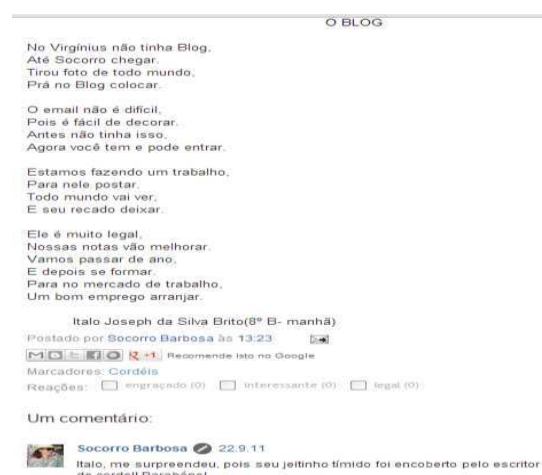 O BLOG
No Virgínius não tinha Blog,
Até Socorro chegar.
Tirou foto de todo mundo,
Prá no Blog colocar.
O email não é difícil,
Pois é fácil de decorar.
Antes não tinha isso,
Agora você tem e pode entrar.
Estamos fazendo um trabalho,
Para nele postar.
Todo mundo vai ver,
E seu recado deixar.
Ele é muito legal,
Nossas notas vão melhorar.
Vamos passar de ano,
E depois se formar.
Para no mercado de trabalho,
Um bom emprego arranjar.
Italo Joseph da Silva Brito(8º B- manhã)
Postado por Socorro Barbosa às 13:23
+1 Recomende isto no Google
Marcadores: Cordéis
Reações: engraçado (0) interessante (0) legal (0)
Um comentário:
Socorro Barbosa 22.9.11
Italo, me surpreendeu, pois seu jeitinho tímido foi encoberto pelo escritor
de cordel! Parabéns!